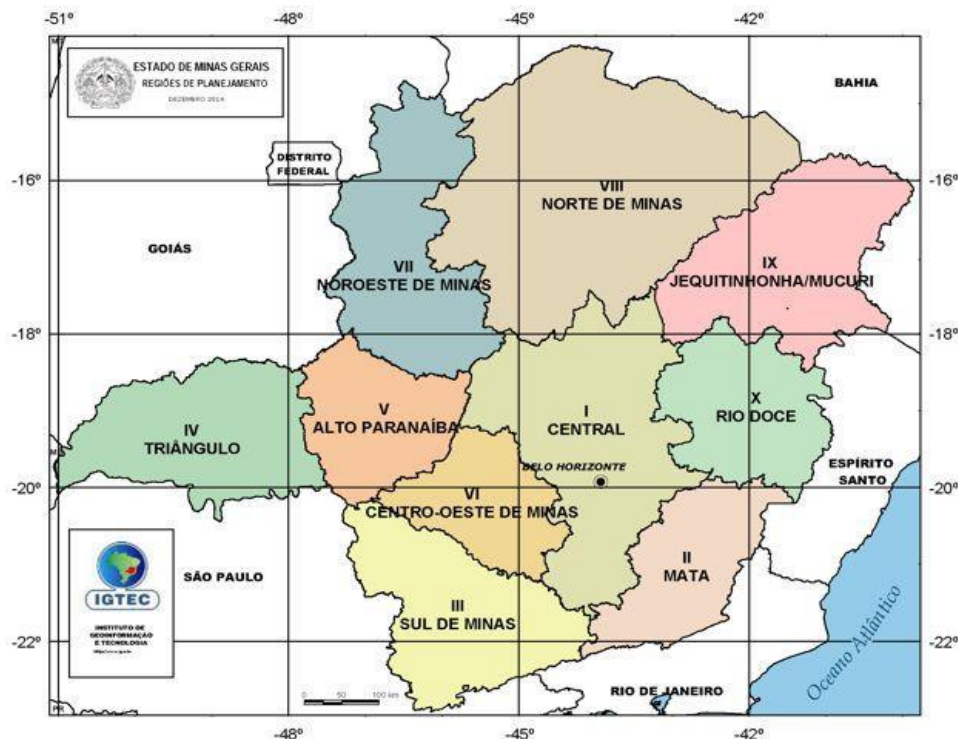 -51º
-48º
-45º
-42º
ESTADO DE MINAS GERAIS
REGIÕES DE PLANEJAMENTO
DEZEMBRO 2014
BAHIA
DISTRITO
FEDERAL
-16º
-16º
VIII
NORTE DE MINAS
GOIÁS
VII
NOROESTE DE MINAS
IX
JEQUITINHONHA/MUCURI
-18º
-18º
IV
TRIÂNGULO
V
ALTO PARANAÍBA
I
CENTRAL
X
RIO DOCE
BELO HORIZONTE
ESPÍRITO
SANTO
-20º
-20º
VI
CENTRO-OESTE DE MINAS
SÃO PAULO
II
MATA
IGTEC
INSTITUTO DE
GEOINFORMAÇÃO
E TECNOLOGIA
III
SUL DE MINAS
Oceano Atlântico
-22º
-22º
0 50 100 km
RIO DE JANEIRO
PR
-48º
-45º
-42º